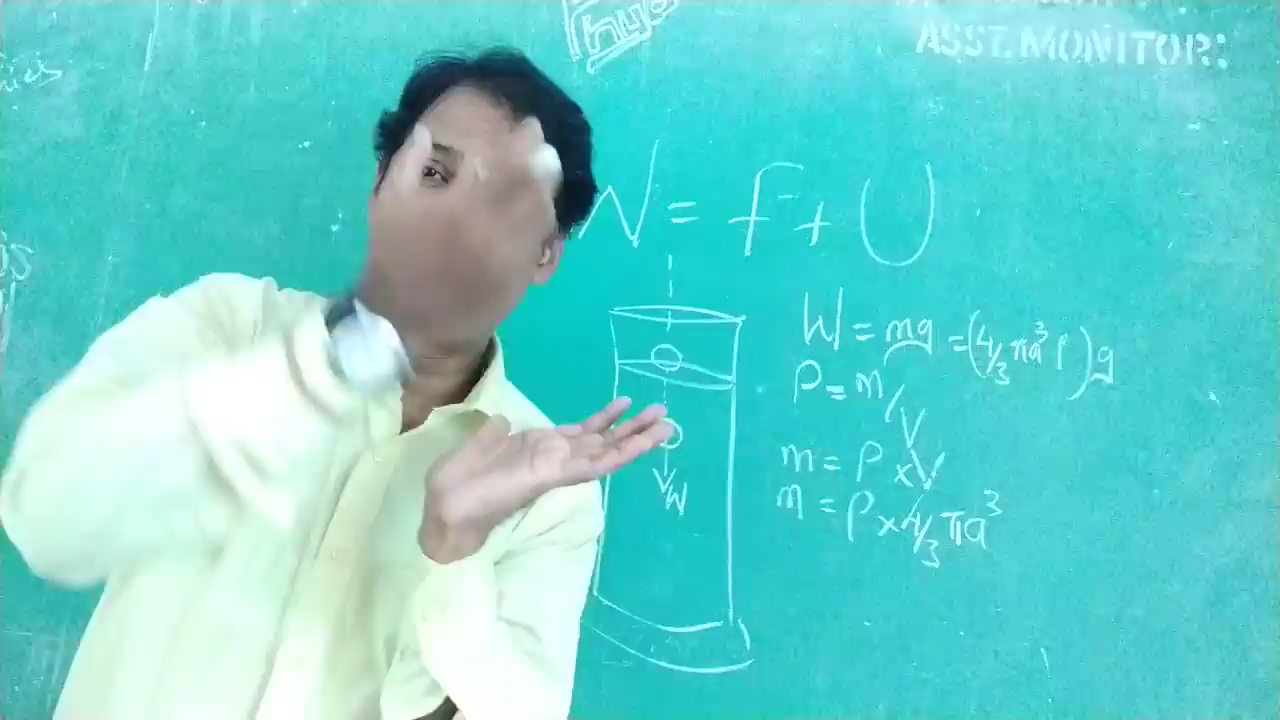 ASST. MONITOR:
W = F + U
W = mg = (4/3 πa³ ρ) g
ρ = m/V
m = ρ x V
m = ρ x 4/3 πa³
W